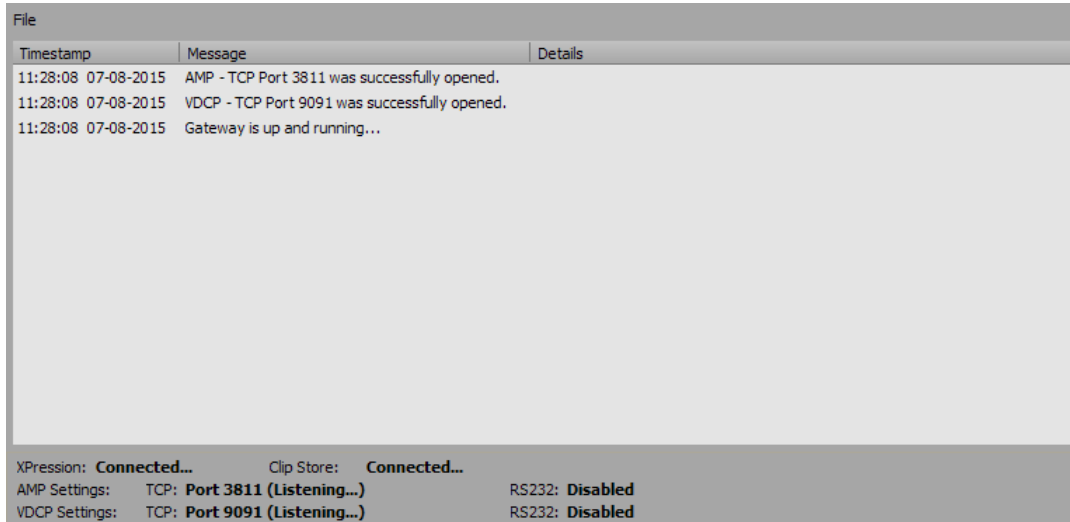 File
Timestamp Message Details
11:28:08 07-08-2015 AMP - TCP Port 3811 was successfully opened.
11:28:08 07-08-2015 VDCP - TCP Port 9091 was successfully opened.
11:28:08 07-08-2015 Gateway is up and running...
XPression: Connected... Clip Store: Connected...
AMP Settings: TCP: Port 3811 (Listening...) RS232: Disabled
VDCP Settings: TCP: Port 9091 (Listening...) RS232: Disabled